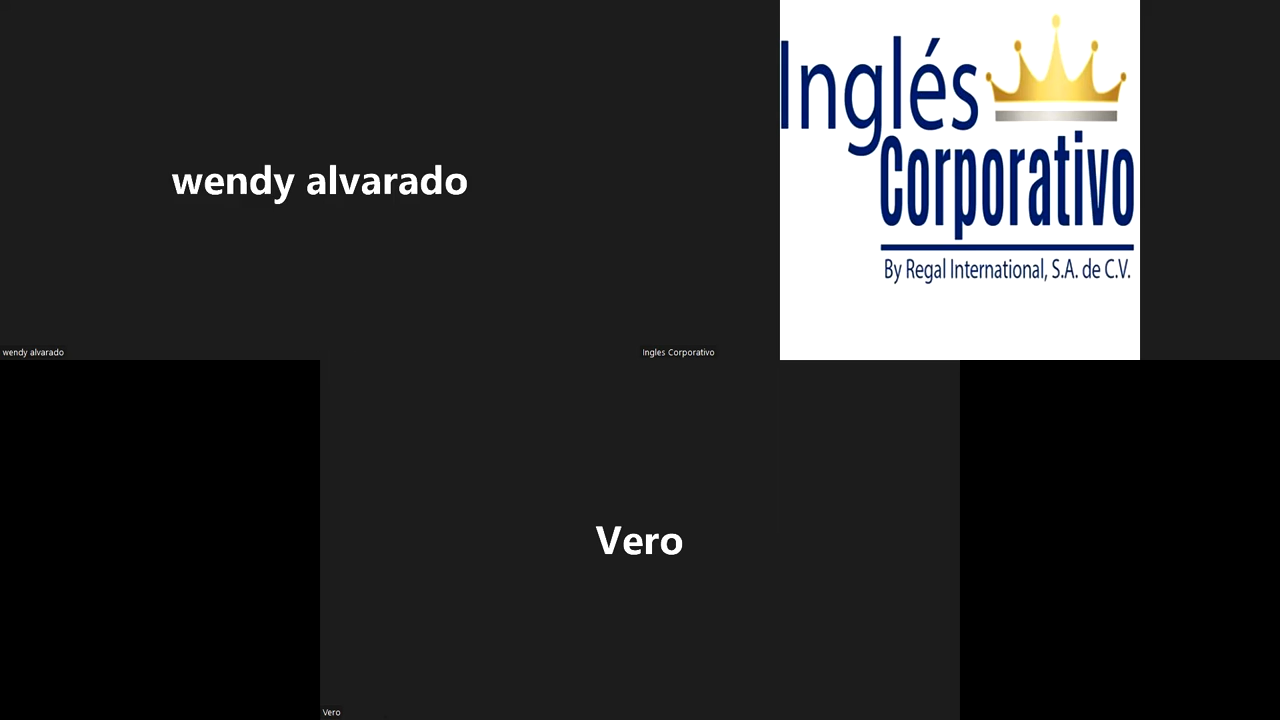 wendy alvarado
Inglés
Corporativo
By Regal International, S.A. de C.V.
wendy alvarado
Ingles Corporativo
Vero
Vero